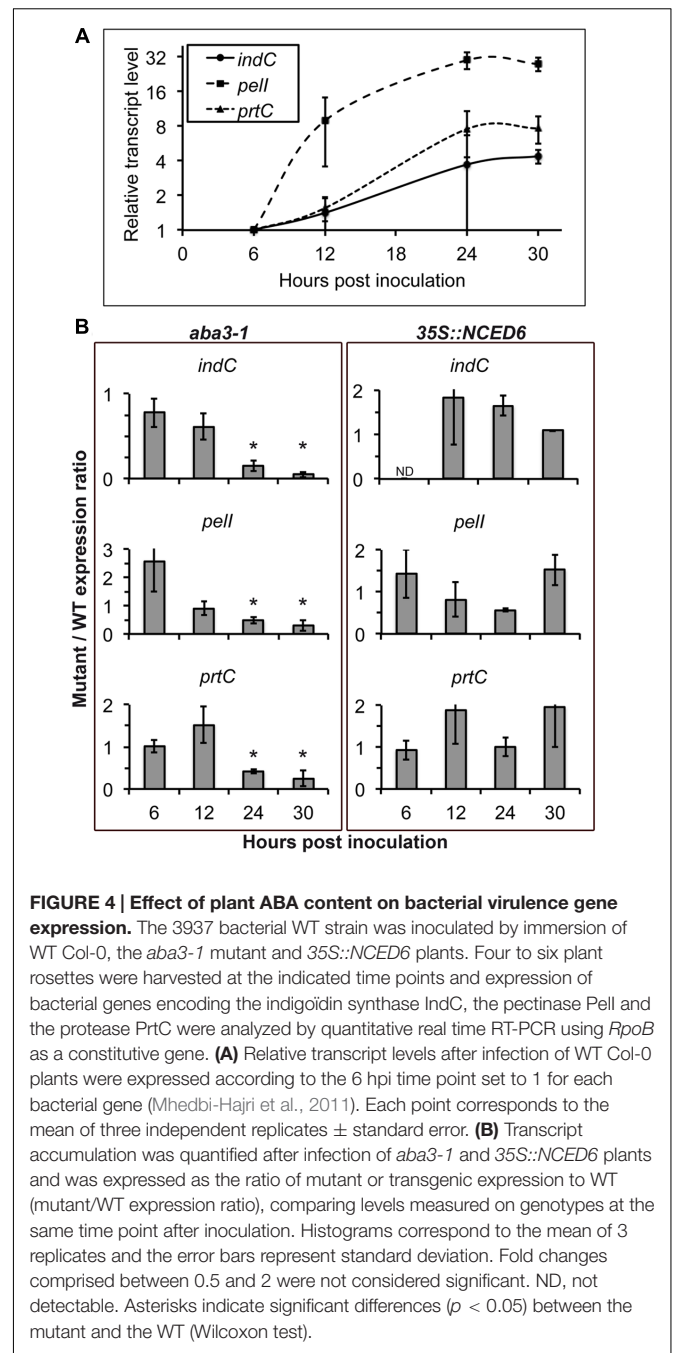 A
Relative transcript level
32
16
8
4
2
1
indC
pelI
prtC
0 6 12 18 24 30
Hours post inoculation
B
aba3-1 35S::NCED6
Mutant / WT expression ratio
indC indC
1
0
* *
2
1
0
ND
pelI pelI
3
2
1
0
* *
2
1
0
prtC prtC
2
1
0
* *
2
1
0
6 12 24 30 6 12 24 30
Hours post inoculation
FIGURE 4 | Effect of plant ABA content on bacterial virulence gene
expression. The 3937 bacterial WT strain was inoculated by immersion of
WT Col-0, the aba3-1 mutant and 35S::NCED6 plants. Four to six plant
rosettes were harvested at the indicated time points and expression of
bacterial genes encoding the indigoïdin synthase IndC, the pectinase PelI and
the protease PrtC were analyzed by quantitative real time RT-PCR using RpoB
as a constitutive gene. (A) Relative transcript levels after infection of WT Col-0
plants were expressed according to the 6 hpi time point set to 1 for each
bacterial gene (Mhedbi-Hajri et al., 2011). Each point corresponds to the
mean of three independent replicates ± standard error. (B) Transcript
accumulation was quantified after infection of aba3-1 and 35S::NCED6 plants
and was expressed as the ratio of mutant or transgenic expression to WT
(mutant/WT expression ratio), comparing levels measured on genotypes at the
same time point after inoculation. Histograms correspond to the mean of 3
replicates and the error bars represent standard deviation. Fold changes
comprised between 0.5 and 2 were not considered significant. ND, not
detectable. Asterisks indicate significant differences (p < 0.05) between the
mutant and the WT (Wilcoxon test).